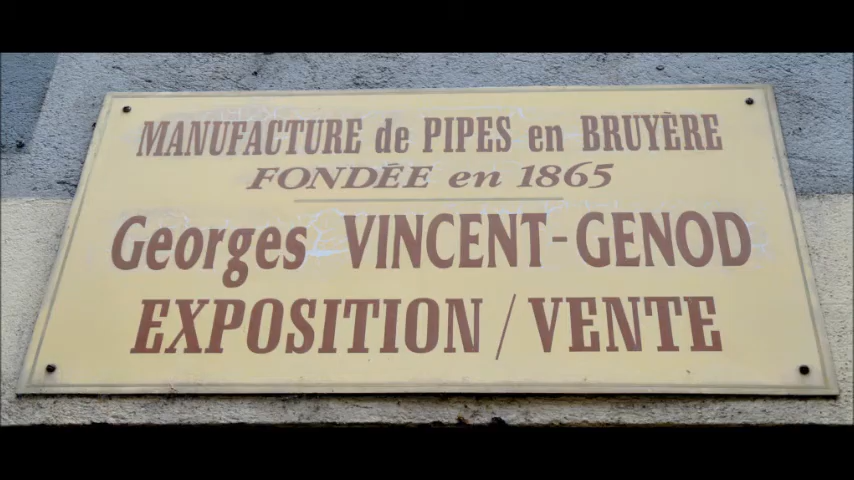 MANUFACTURE de PIPES en BRUYÈRE
FONDÉE en 1865
Georges VINCENT-GENOD
EXPOSITION / VENTE